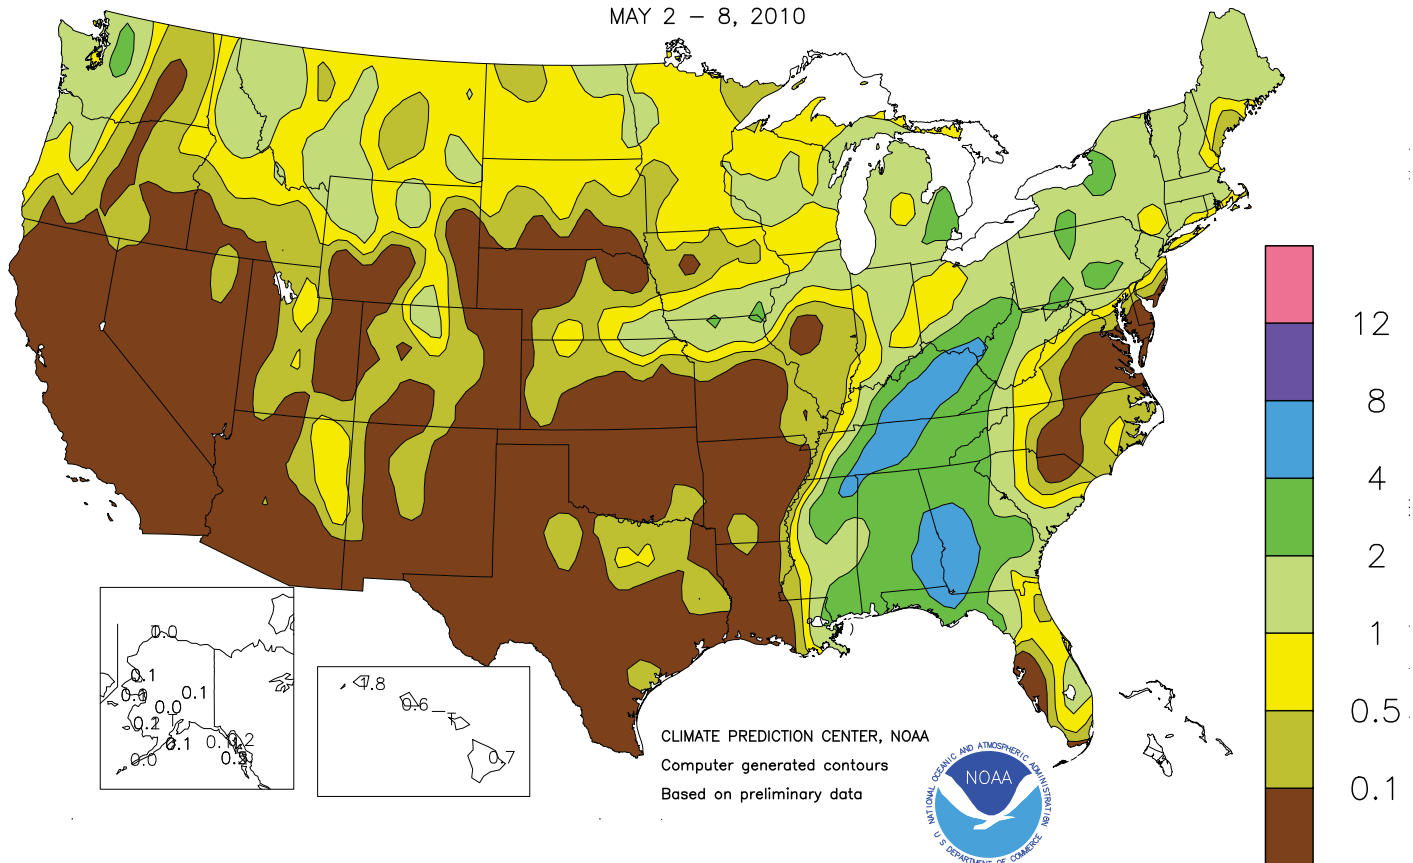 MAY 2 – 8, 2010
12
8
4
2
1
0.5
0.1
0.0
0.1
0.1
0.0
0.1
0.0
0.2
1.8
0.6
T
0.7
CLIMATE PREDICTION CENTER, NOAA
Computer generated contours
Based on preliminary data
NATIONAL OCEANIC AND ATMOSPHERIC ADMINISTRATION
NOAA
U S DEPARTMENT OF COMMERCE